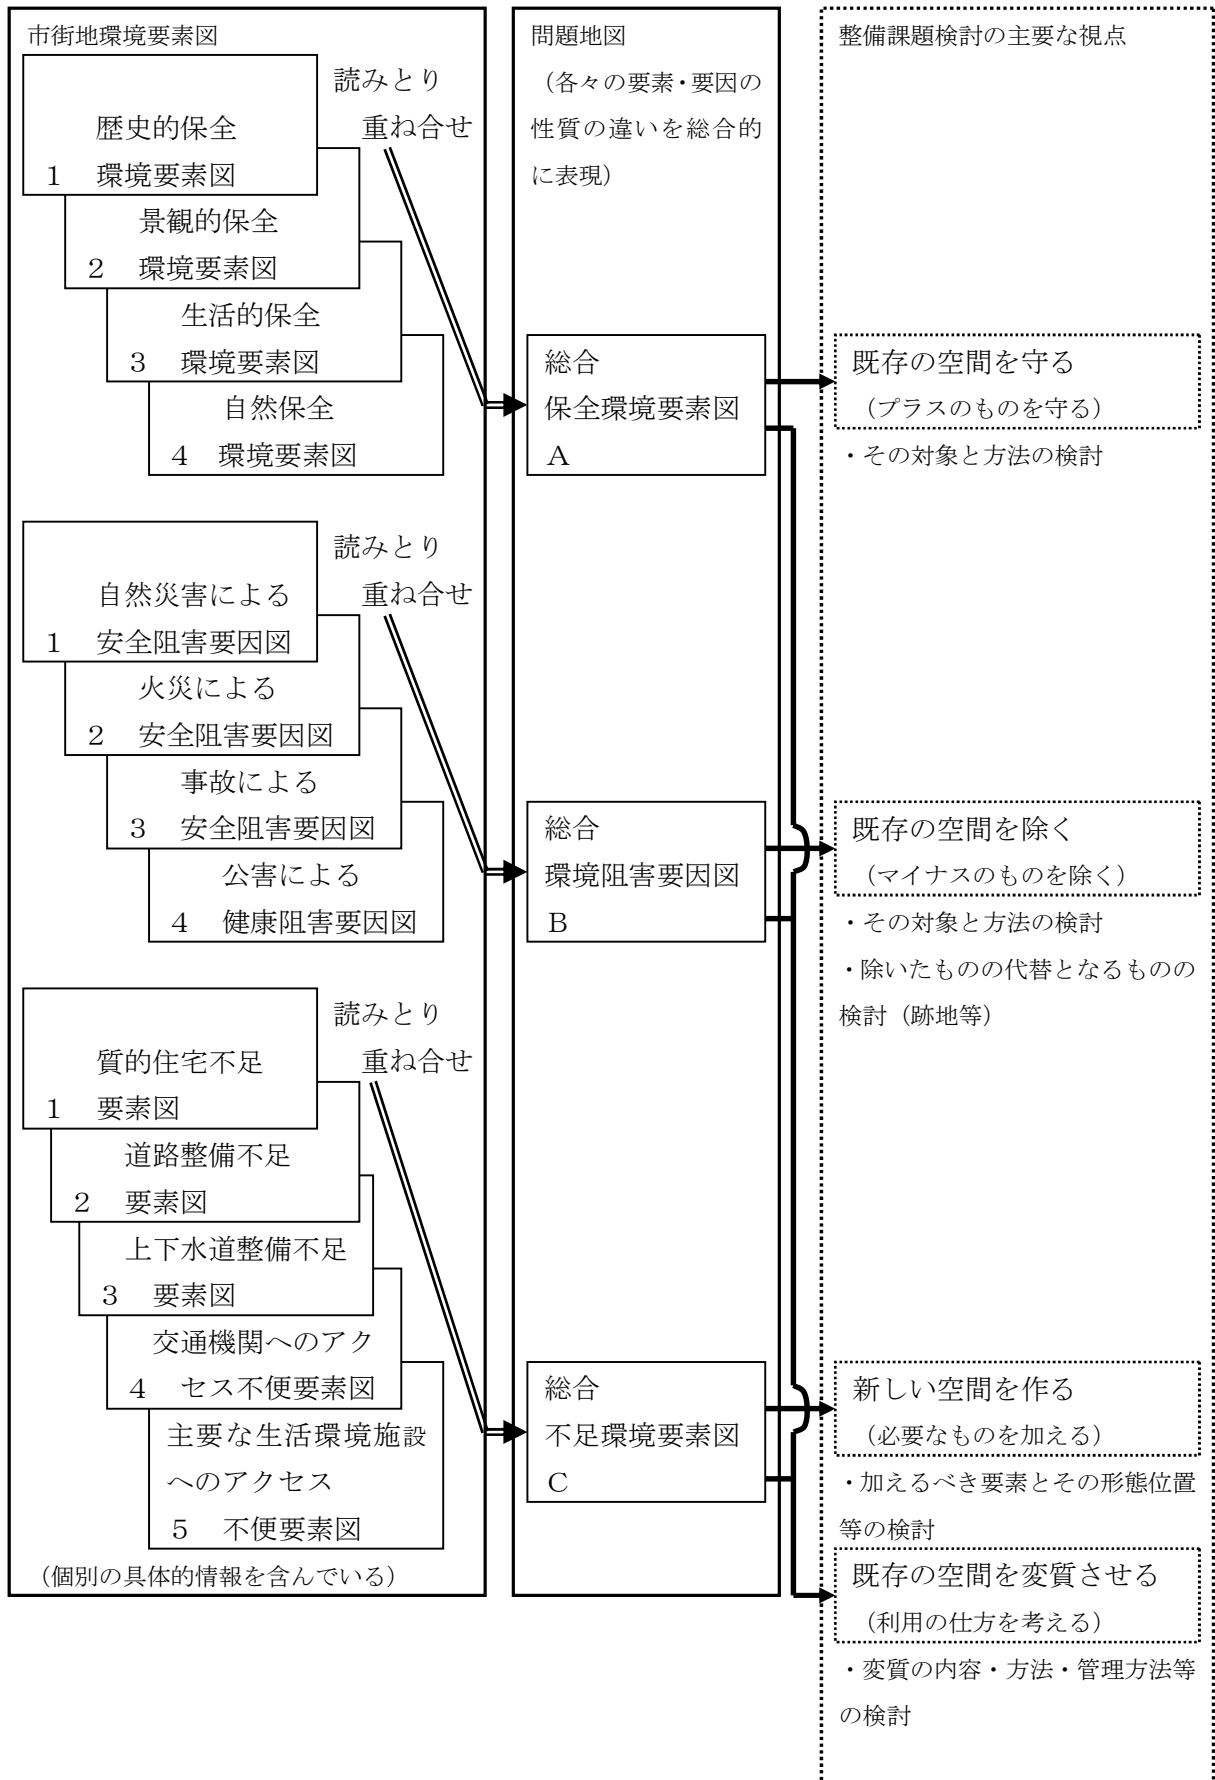 市街地環境要素図
読みとり
重ね合せ
歴史的保全
1 環境要素図
景観的保全
2 環境要素図
生活的保全
3 環境要素図
自然保全
4 環境要素図
読みとり
重ね合せ
自然災害による
1 安全阻害要因図
火災による
2 安全阻害要因図
事故による
3 安全阻害要因図
公害による
4 健康阻害要因図
読みとり
重ね合せ
質的住宅不足
1 要素図
道路整備不足
2 要素図
上下水道整備不足
3 要素図
交通機関へのアク
4 セス不便要素図
主要な生活環境施設
へのアクセス
5 不便要素図
（個別の具体的情報を含んでいる）
問題地図
（各々の要素・要因の
性質の違いを総合的
に表現）
総合
保全環境要素図
A
総合
環境阻害要因図
B
総合
不足環境要素図
C
整備課題検討の主要な視点
既存の空間を守る
（プラスのものを守る）
・その対象と方法の検討
既存の空間を除く
（マイナスのものを除く）
・その対象と方法の検討
・除いたものの代替となるものの
検討（跡地等）
新しい空間を作る
（必要なものを加える）
・加えるべき要素とその形態位置
等の検討
既存の空間を変質させる
（利用の仕方を考える）
・変質の内容・方法・管理方法等
の検討